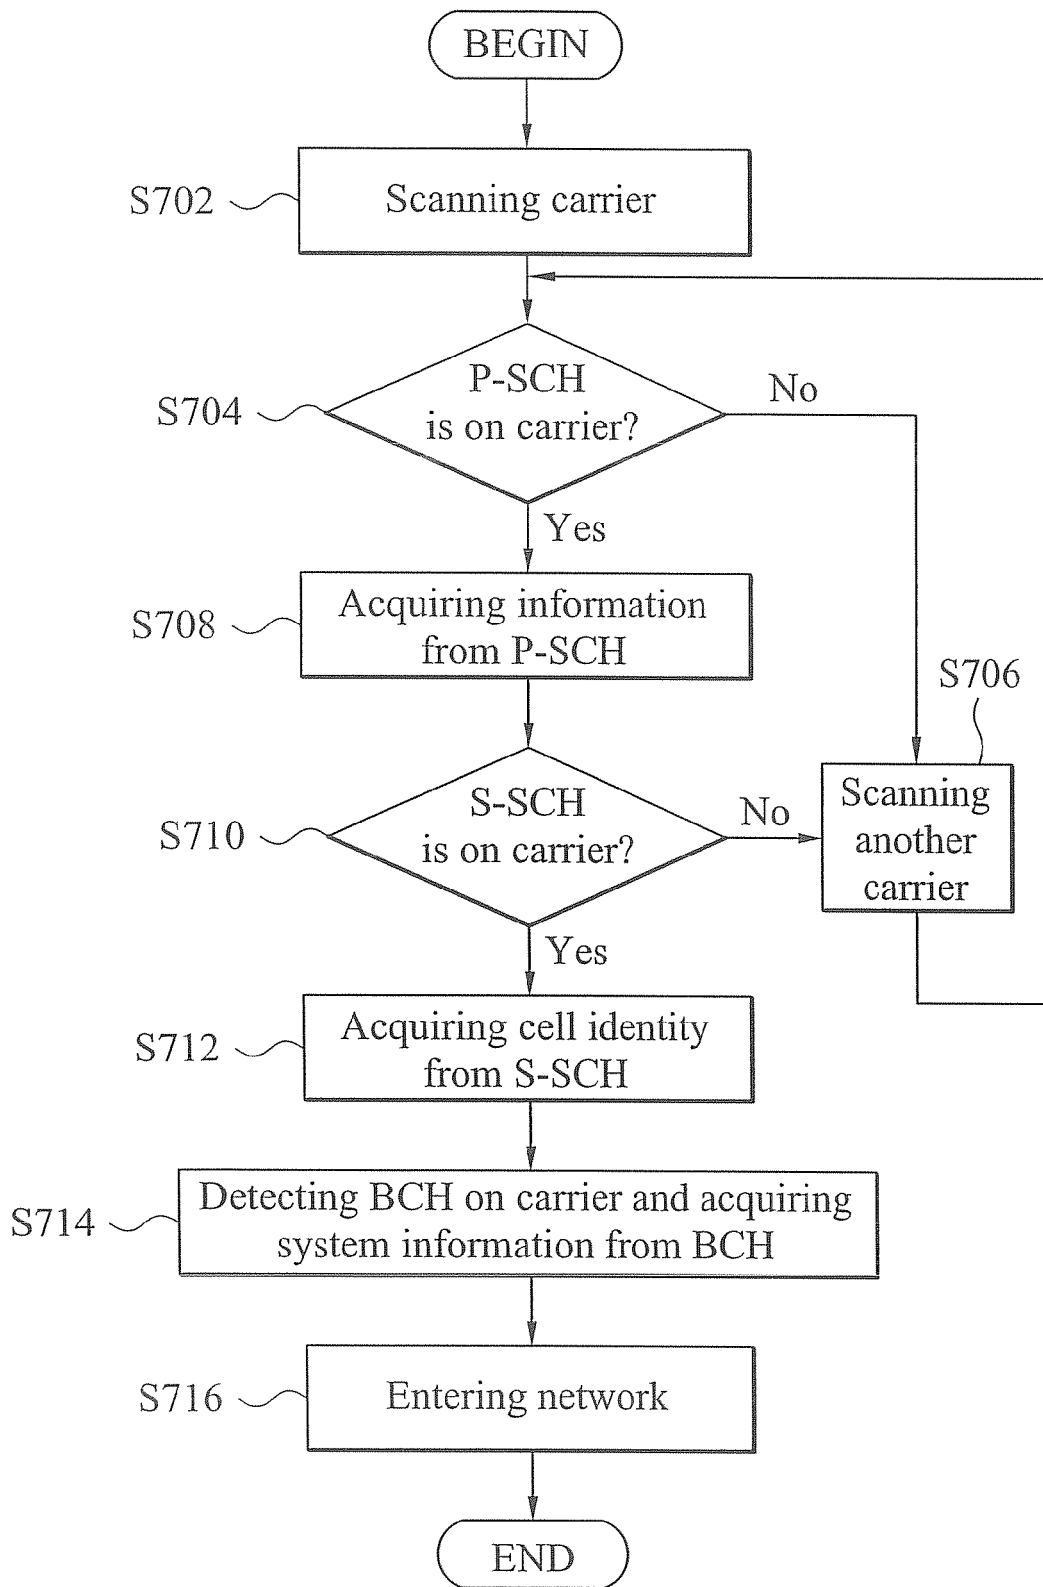 BEGIN
S702
Scanning carrier
S704
P-SCH
is on carrier?
No
Yes
S708
Acquiring information
from P-SCH
S706
S710
S-SCH
is on carrier?
No
Scanning
another
carrier
Yes
S712
Acquiring cell identity
from S-SCH
S714
Detecting BCH on carrier and acquiring
system information from BCH
S716
Entering network
END